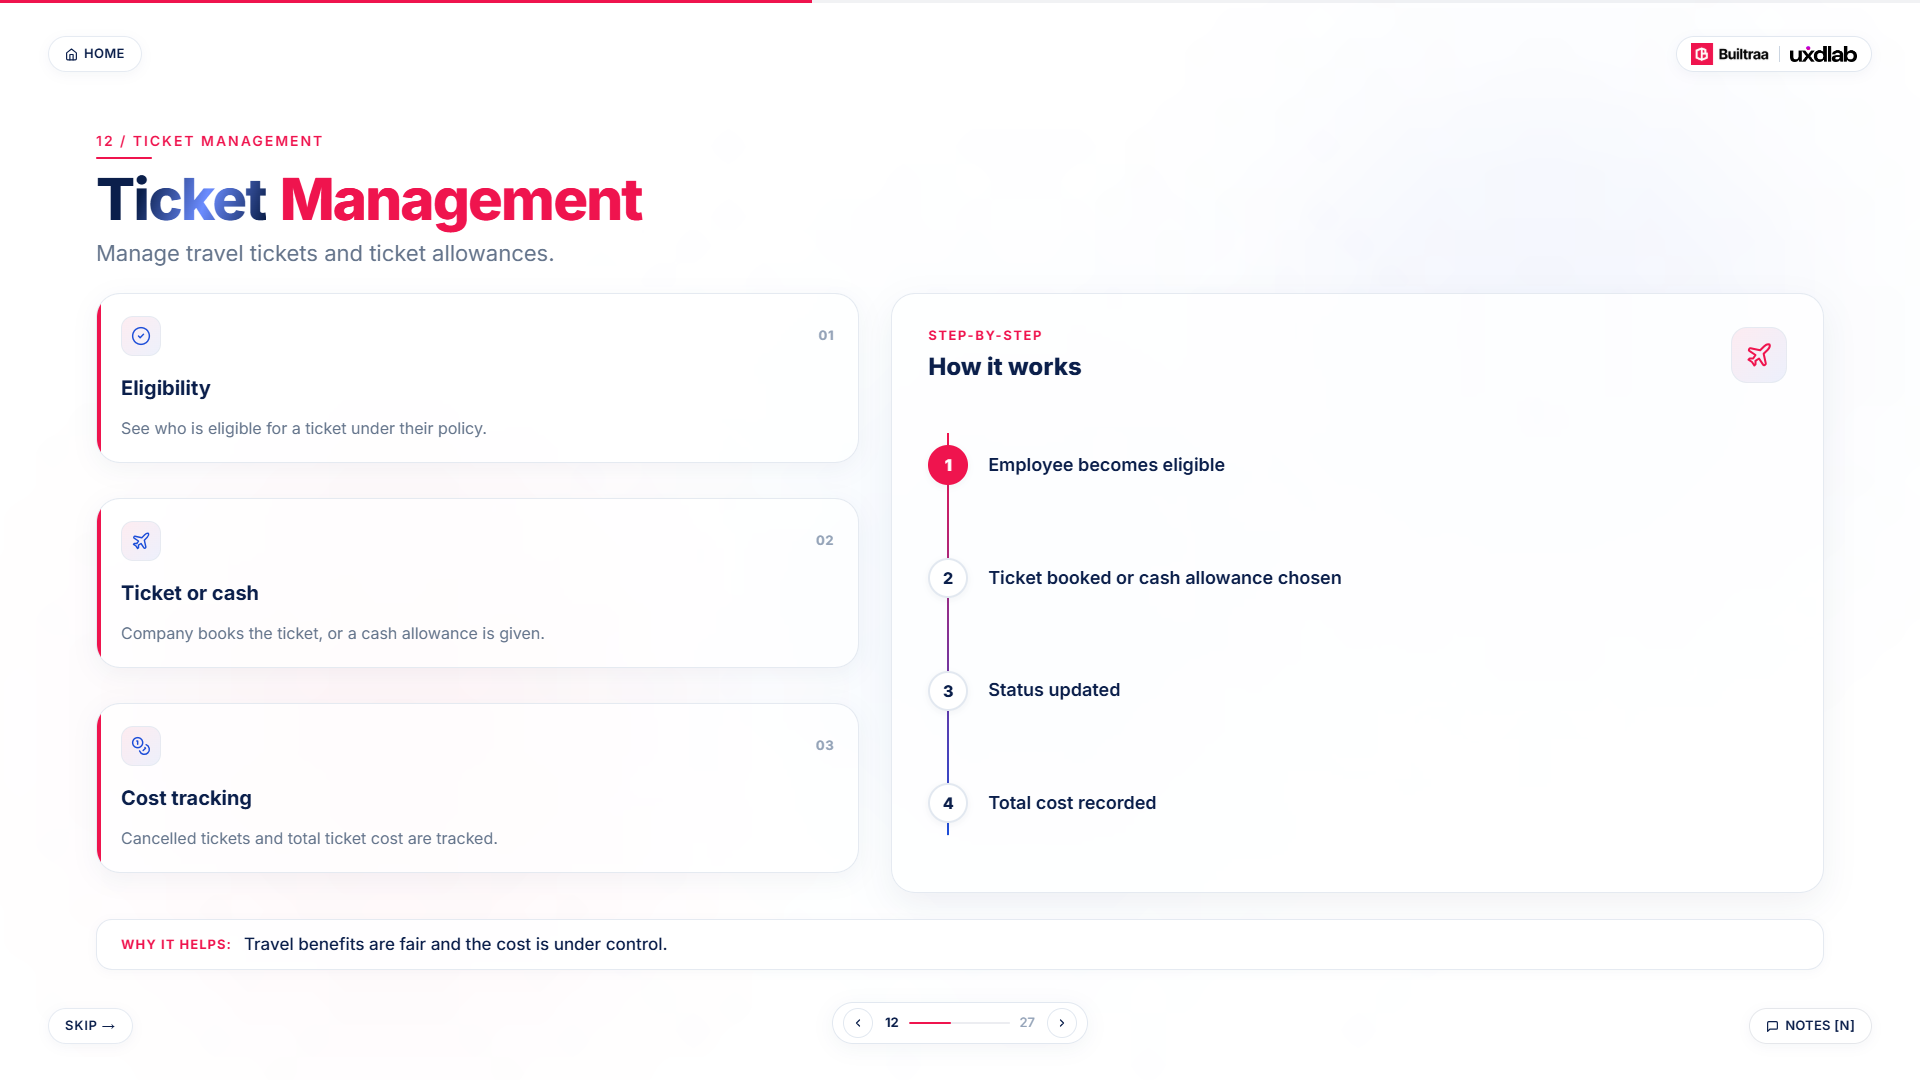 HOME
Builtraa
uxdlab
12 / TICKET MANAGEMENT
Ticket Management
Manage travel tickets and ticket allowances.
01
Eligibility
See who is eligible for a ticket under their policy.
02
Ticket or cash
Company books the ticket, or a cash allowance is given.
03
Cost tracking
Cancelled tickets and total ticket cost are tracked.
STEP-BY-STEP
How it works
1 Employee becomes eligible
2 Ticket booked or cash allowance chosen
3 Status updated
4 Total cost recorded
WHY IT HELPS: Travel benefits are fair and the cost is under control.
SKIP →
12 27
NOTES [N]